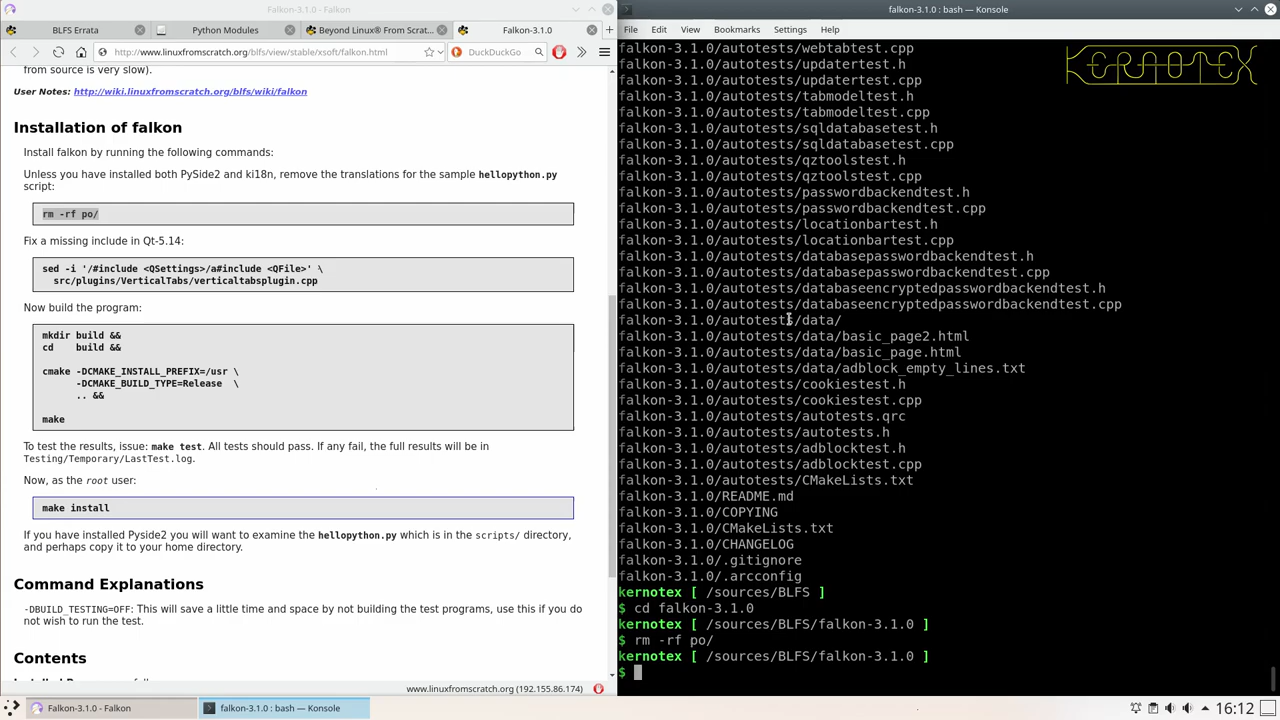 falkon-3.1.0 - Falkon
BLFS Errata
Python Modules
Beyond Linux® From Scrat...
Falkon-3.1.0
http://www.linuxfromscratch.org/blfs/view/stable/xsoft/falkon.html
DuckDuckGo
from source is very slow).
User Notes: http://wiki.linuxfromscratch.org/blfs/wiki/falkon
Installation of falkon
Install falkon by running the following commands:
Unless you have installed both PySide2 and ki18n, remove the translations for the sample hellopython.py
script:
rm -rf po/
Fix a missing include in Qt-5.14:
sed -i '/#include <QSettings>/a#include <QFile>' \
src/plugins/VerticalTabs/verticaltabsplugin.cpp
Now build the program:
mkdir build &&
cd    build &&
cmake -DCMAKE_INSTALL_PREFIX=/usr \
-DCMAKE_BUILD_TYPE=Release  \
.. &&
make
To test the results, issue: make test. All tests should pass. If any fail, the full results will be in
Testing/Temporary/LastTest.log.
Now, as the root user:
make install
If you have installed Pyside2 you will want to examine the hellopython.py which is in the scripts/ directory,
and perhaps copy it to your home directory.
Command Explanations
-DBUILD_TESTING=OFF: This will save a little time and space by not building the test programs, use this if you do
not wish to run the test.
Contents
www.linuxfromscratch.org (192.155.86.174)
falkon-3.1.0 : bash — Konsole
File Edit View Bookmarks Settings Help
KERNOTEX
falkon-3.1.0/autotests/webtabtest.cpp
falkon-3.1.0/autotests/updatertest.h
falkon-3.1.0/autotests/updatertest.cpp
falkon-3.1.0/autotests/tabmodeltest.h
falkon-3.1.0/autotests/tabmodeltest.cpp
falkon-3.1.0/autotests/sqldatabasetest.h
falkon-3.1.0/autotests/sqldatabasetest.cpp
falkon-3.1.0/autotests/qztoolstest.h
falkon-3.1.0/autotests/qztoolstest.cpp
falkon-3.1.0/autotests/passwordbackendtest.h
falkon-3.1.0/autotests/passwordbackendtest.cpp
falkon-3.1.0/autotests/locationbartest.h
falkon-3.1.0/autotests/locationbartest.cpp
falkon-3.1.0/autotests/databasepasswordbackendtest.h
falkon-3.1.0/autotests/databasepasswordbackendtest.cpp
falkon-3.1.0/autotests/databaseencryptedpasswordbackendtest.h
falkon-3.1.0/autotests/databaseencryptedpasswordbackendtest.cpp
falkon-3.1.0/autotests/data/
falkon-3.1.0/autotests/data/basic_page2.html
falkon-3.1.0/autotests/data/basic_page.html
falkon-3.1.0/autotests/data/adblock_empty_lines.txt
falkon-3.1.0/autotests/cookiestest.h
falkon-3.1.0/autotests/cookiestest.cpp
falkon-3.1.0/autotests/autotests.qrc
falkon-3.1.0/autotests/autotests.h
falkon-3.1.0/autotests/adblocktest.h
falkon-3.1.0/autotests/adblocktest.cpp
falkon-3.1.0/autotests/CMakeLists.txt
falkon-3.1.0/README.md
falkon-3.1.0/COPYING
falkon-3.1.0/CMakeLists.txt
falkon-3.1.0/CHANGELOG
falkon-3.1.0/.gitignore
falkon-3.1.0/.arcconfig
kernotex [ /sources/BLFS ]
$ cd falkon-3.1.0
kernotex [ /sources/BLFS/falkon-3.1.0 ]
$ rm -rf po/
kernotex [ /sources/BLFS/falkon-3.1.0 ]
$
Falkon-3.1.0 - Falkon
falkon-3.1.0 : bash — Konsole
16:12